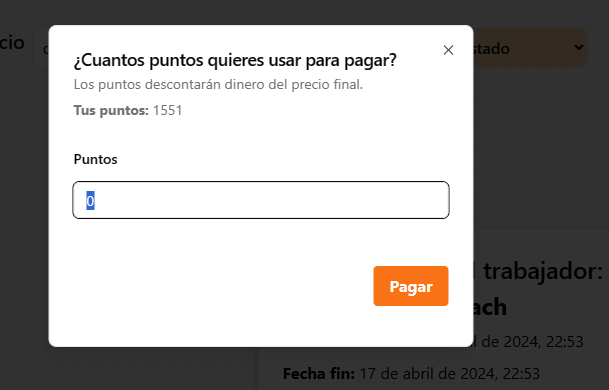 cio
¿Cuantos puntos quieres usar para pagar?
stado
Los puntos descontarán dinero del precio final.
Tus puntos: 1551
Puntos
0
Pagar
trabajador:
ach
l de 2024, 22:53
Fecha fin: 17 de abril de 2024, 22:53